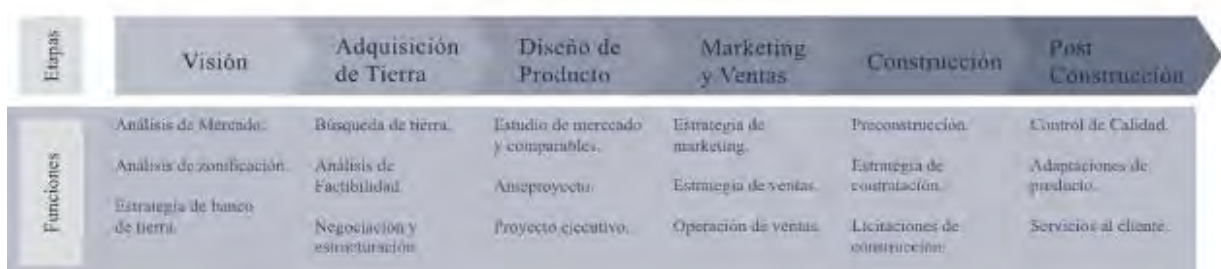 Etapas
Visión
Adquisición
de Tierra
Diseño de
Producto
Marketing
y Ventas
Construcción
Post
Construcción
Funciones
Análisis de Mercado.
Análisis de zonificación.
Estrategia de banco
de tierra.
Búsqueda de tierra.
Análisis de
Factibilidad.
Negociación y
estructuración
Estudio de mercado
y comparables.
Anteproyecto.
Proyecto ejecutivo.
Estrategia de
marketing.
Estrategia de ventas.
Operación de ventas.
Preconstrucción.
Estrategia de
contratación.
Licitaciones de
construcción.
Control de Calidad.
Adaptaciones de
producto.
Servicios al cliente.